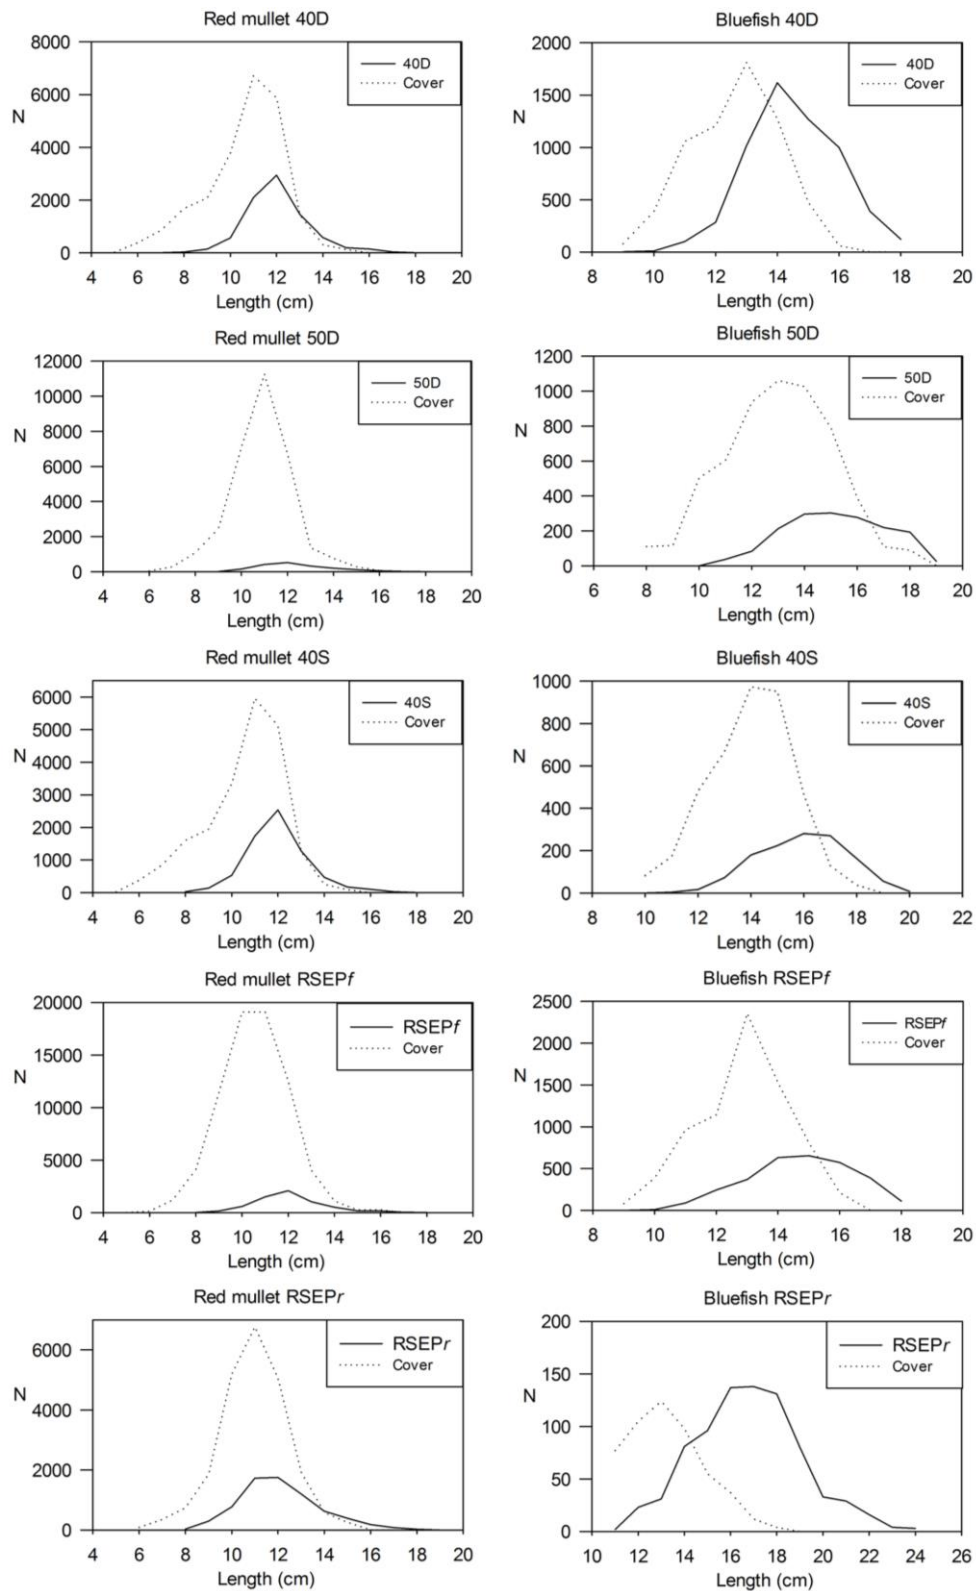 Red mullet 40D
8000
6000
4000
2000
0
N
40D
Cover
4 6 8 10 12 14 16 18 20
Length (cm)
Bluefish 40D
2000
1500
1000
500
0
N
40D
Cover
8 10 12 14 16 18 20
Length (cm)
Red mullet 50D
12000
10000
8000
6000
4000
2000
0
N
50D
Cover
4 6 8 10 12 14 16 18 20
Length (cm)
Bluefish 50D
1200
1000
800
600
400
200
0
N
50D
Cover
6 8 10 12 14 16 18 20
Length (cm)
Red mullet 40S
6000
5000
4000
3000
2000
1000
0
N
40S
Cover
4 6 8 10 12 14 16 18 20
Length (cm)
Bluefish 40S
1000
800
600
400
200
0
N
40S
Cover
8 10 12 14 16 18 20 22
Length (cm)
Red mullet RSEPf
20000
15000
10000
5000
0
N
RSEPf
Cover
4 6 8 10 12 14 16 18 20
Length (cm)
Bluefish RSEPf
2500
2000
1500
1000
500
0
N
RSEPf
Cover
8 10 12 14 16 18 20
Length (cm)
Red mullet RSEPr
6000
4000
2000
0
N
RSEPr
Cover
4 6 8 10 12 14 16 18 20
Length (cm)
Bluefish RSEPr
200
150
100
50
0
N
RSEPr
Cover
10 12 14 16 18 20 22 24 26
Length (cm)